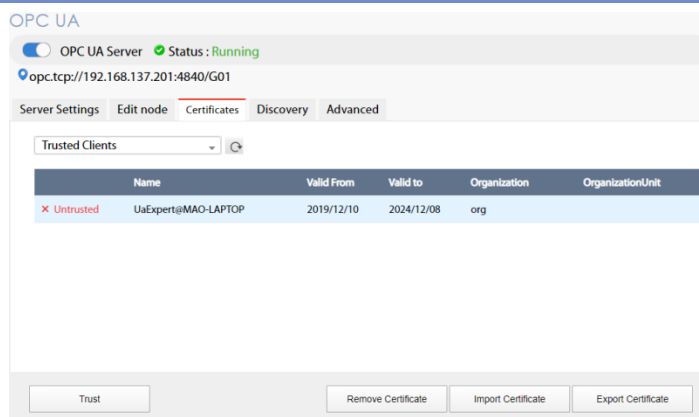 OPC UA
OPC UA Server Status : Running
opc.tcp://192.168.137.201:4840/G01
Server Settings Edit node Certificates Discovery Advanced
Trusted Clients
Name Valid From Valid to Organization OrganizationUnit
× Untrusted UaExpert@MAO-LAPTOP 2019/12/10 2024/12/08 org
Trust Remove Certificate Import Certificate Export Certificate